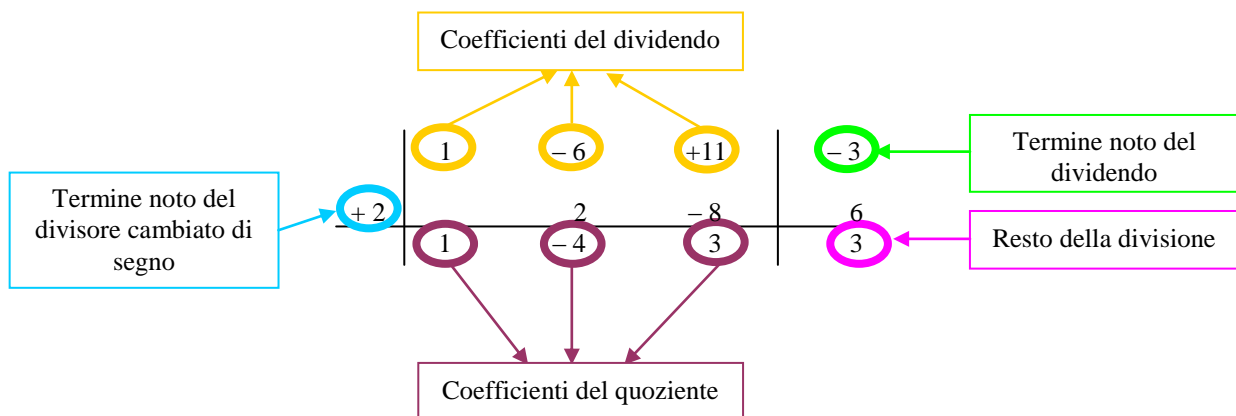 Coefficienti del dividendo
1 – 6 +11 – 3
Termine noto del
dividendo
Termine noto del
divisore cambiato di
segno
+ 2 2 – 8 6
1 – 4 3 3
Resto della divisione
Coefficienti del quoziente